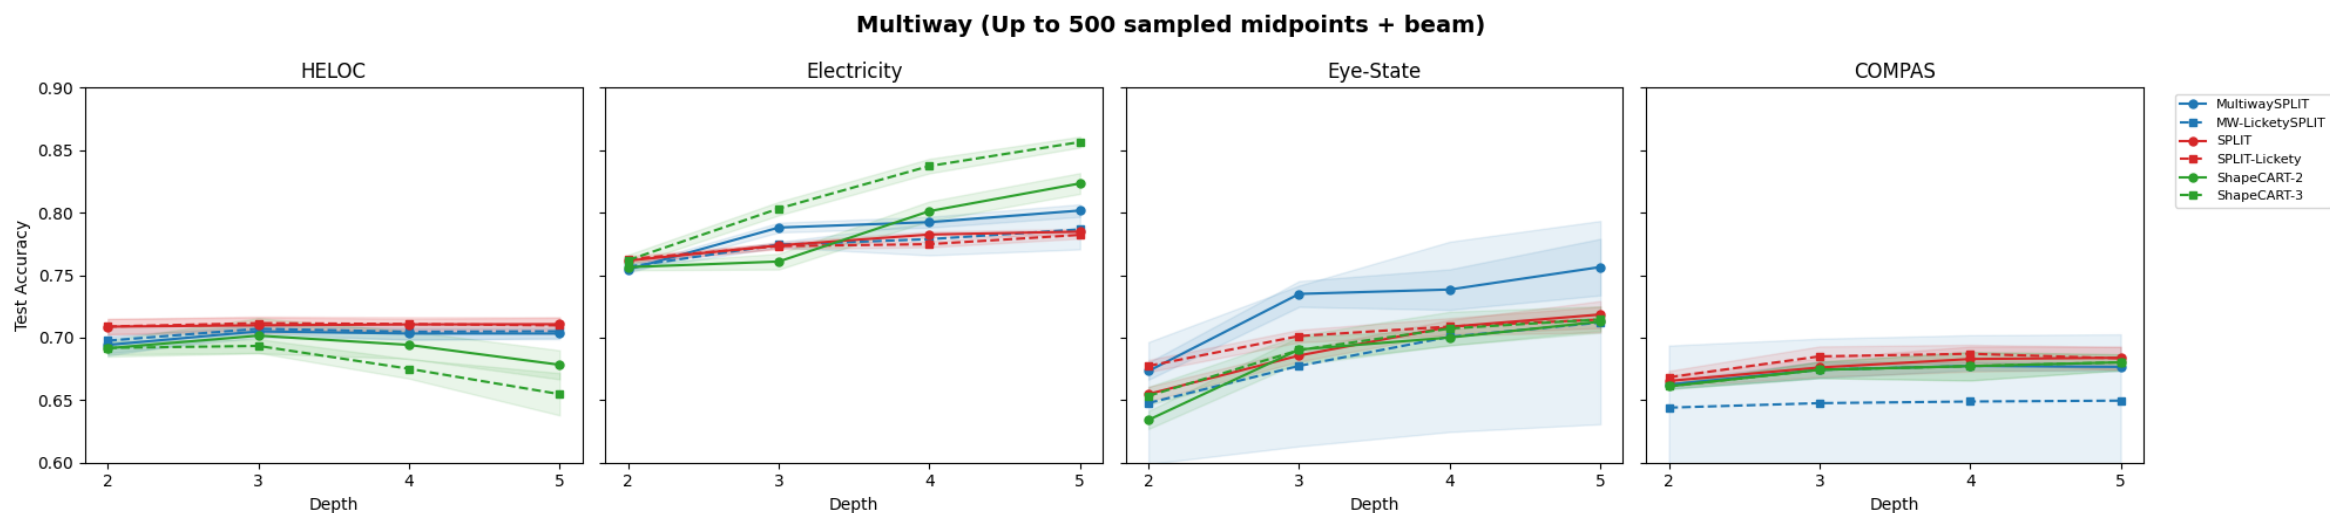 Multiway (Up to 500 sampled midpoints + beam)
HELOC
Electricity
Eye-State
COMPAS
Test Accuracy
0.90
0.85
0.80
0.75
0.70
0.65
0.60
2 3 4 5
2 3 4 5
2 3 4 5
2 3 4 5
Depth
Depth
Depth
Depth
MultiwaySPLIT
MW-LicketySPLIT
SPLIT
SPLIT-Lickety
ShapeCART-2
ShapeCART-3